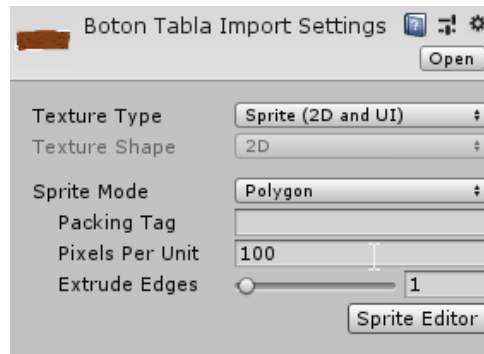 Boton Tabla Import Settings
Open
Texture Type Sprite (2D and UI)
Texture Shape 2D
Sprite Mode Polygon
Packing Tag
Pixels Per Unit 100
Extrude Edges 1
Sprite Editor